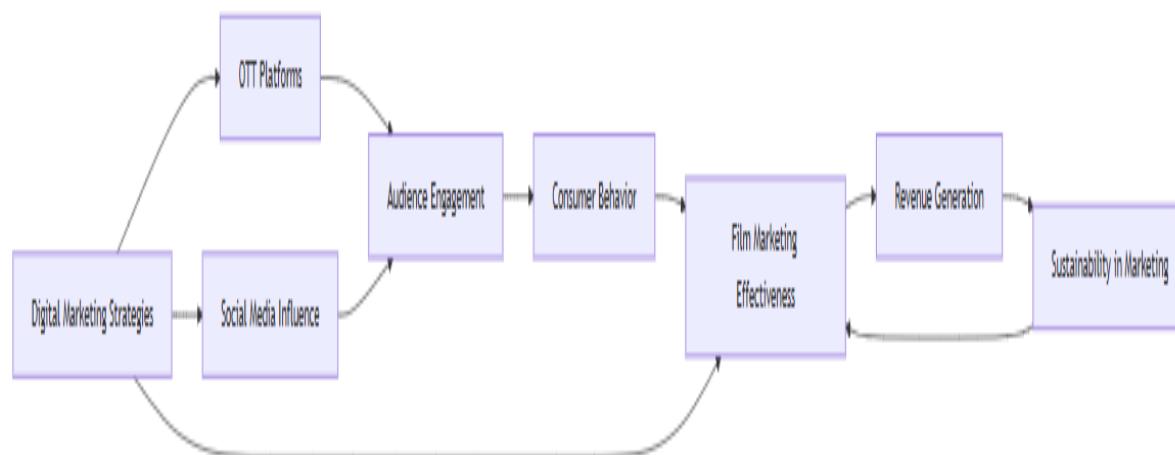 OTT Platforms
Audience Engagement
Consumer Behavior
Revenue Generation
Film Marketing
Effectiveness
Sustainability in Marketing
Digital Marketing Strategies
Social Media Influence